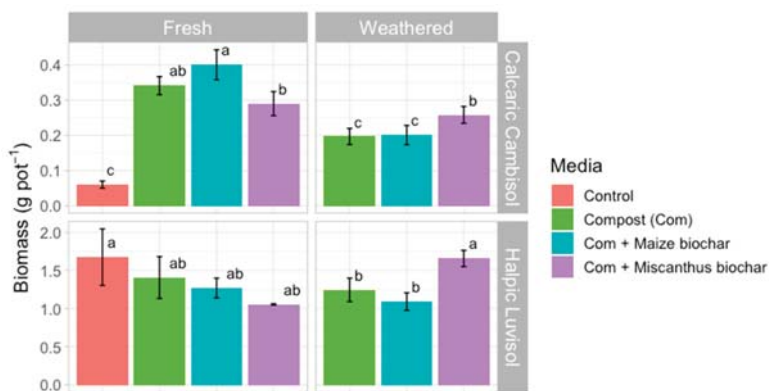 Fresh
Weathered
Biomass (g pot⁻¹)
0.4
0.3
0.2
0.1
0.0
c
ab
a
b
c
c
b
Calcaric Cambisol
2.0
1.5
1.0
0.5
0.0
a
ab
ab
ab
b
b
a
Halpic Luvisol
Media
Control
Compost (Com)
Com + Maize biochar
Com + Miscanthus biochar